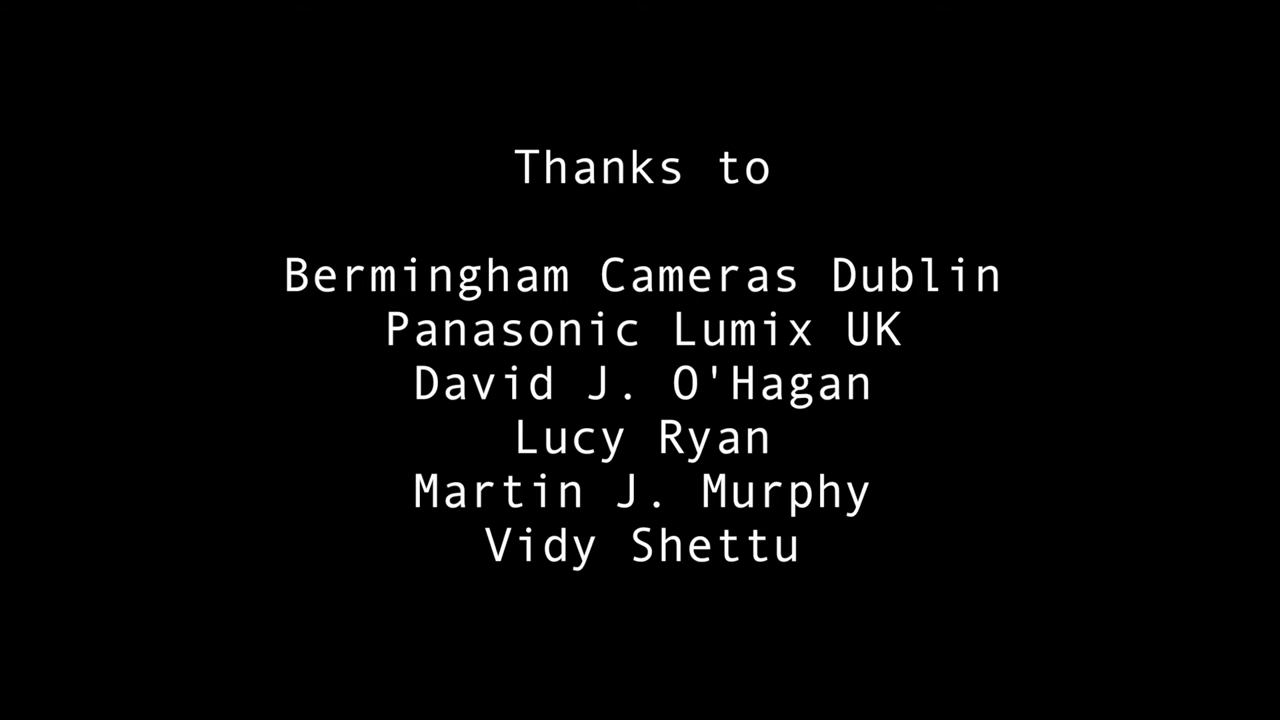 Thanks to
Bermingham Cameras Dublin
Panasonic Lumix UK
David J. O'Hagan
Lucy Ryan
Martin J. Murphy
Vidy Shettu